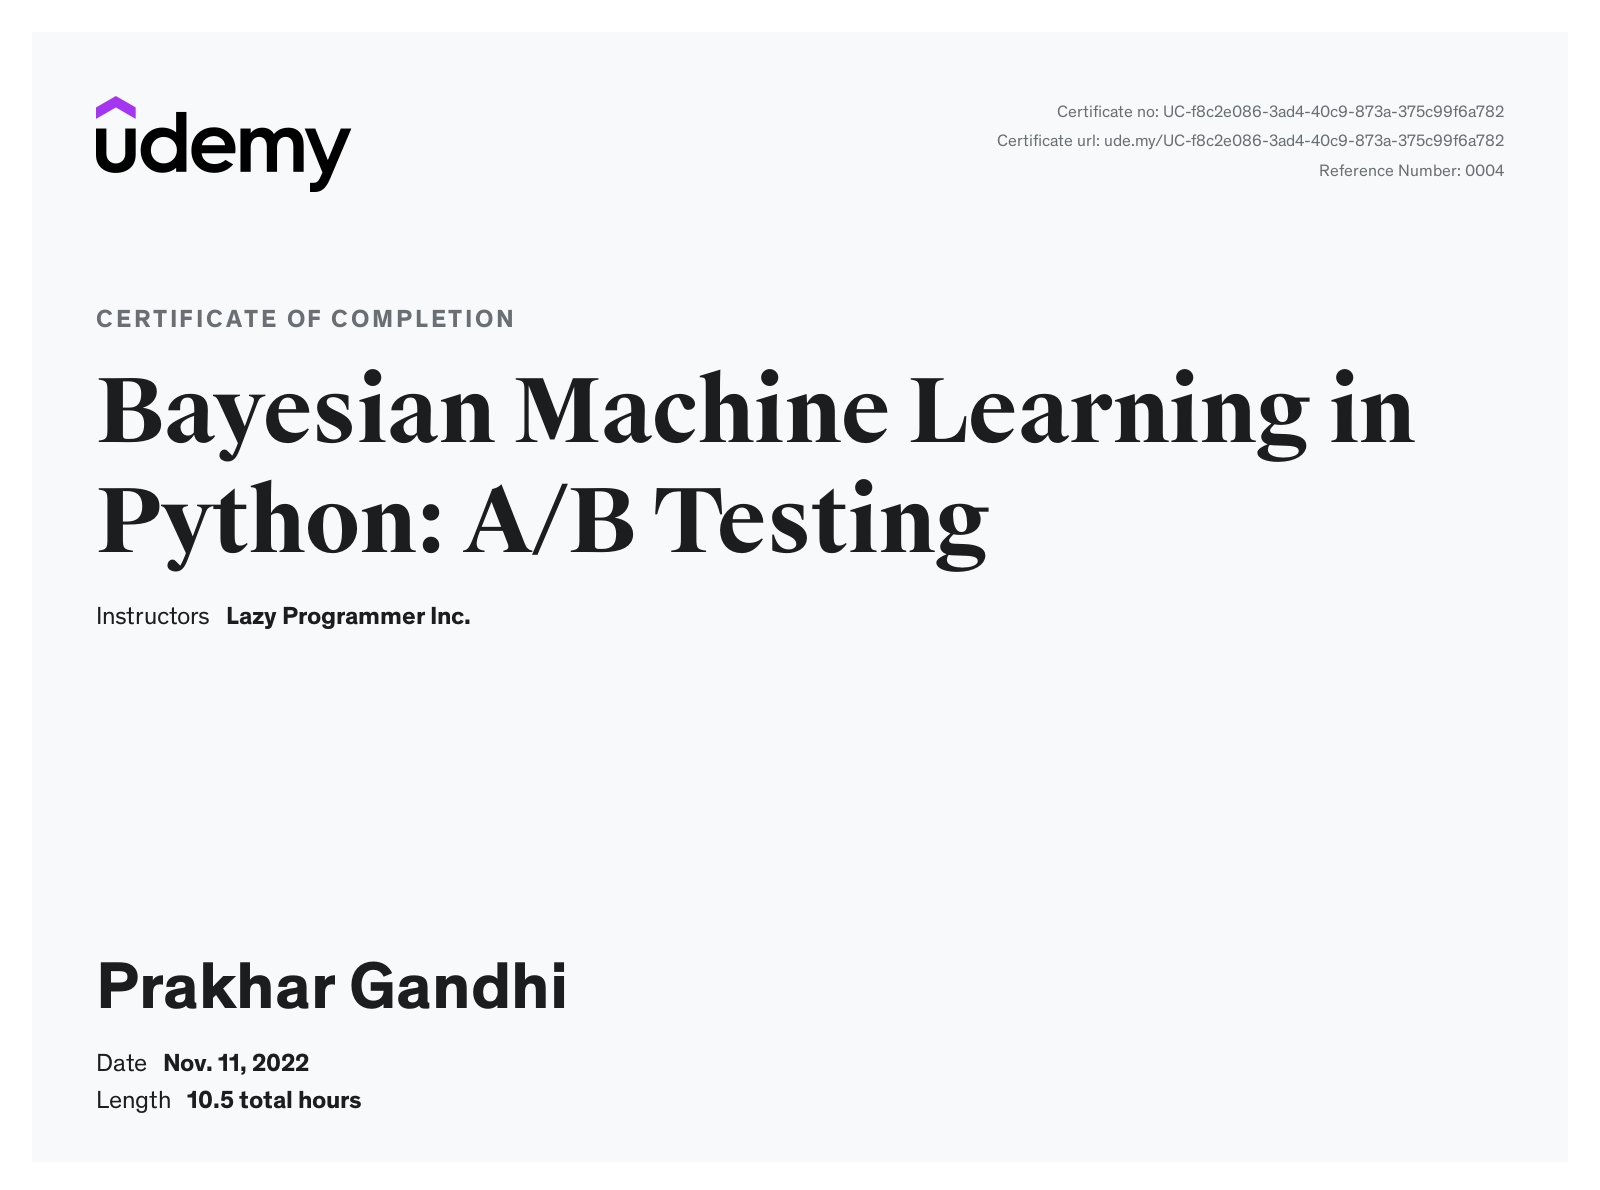 udemy
Certificate no: UC-f8c2e086-3ad4-40c9-873a-375c99f6a782
Certificate url: ude.my/UC-f8c2e086-3ad4-40c9-873a-375c99f6a782
Reference Number: 0004
CERTIFICATE OF COMPLETION
Bayesian Machine Learning in
Python: A/B Testing
Instructors Lazy Programmer Inc.
Prakhar Gandhi
Date Nov. 11, 2022
Length 10.5 total hours